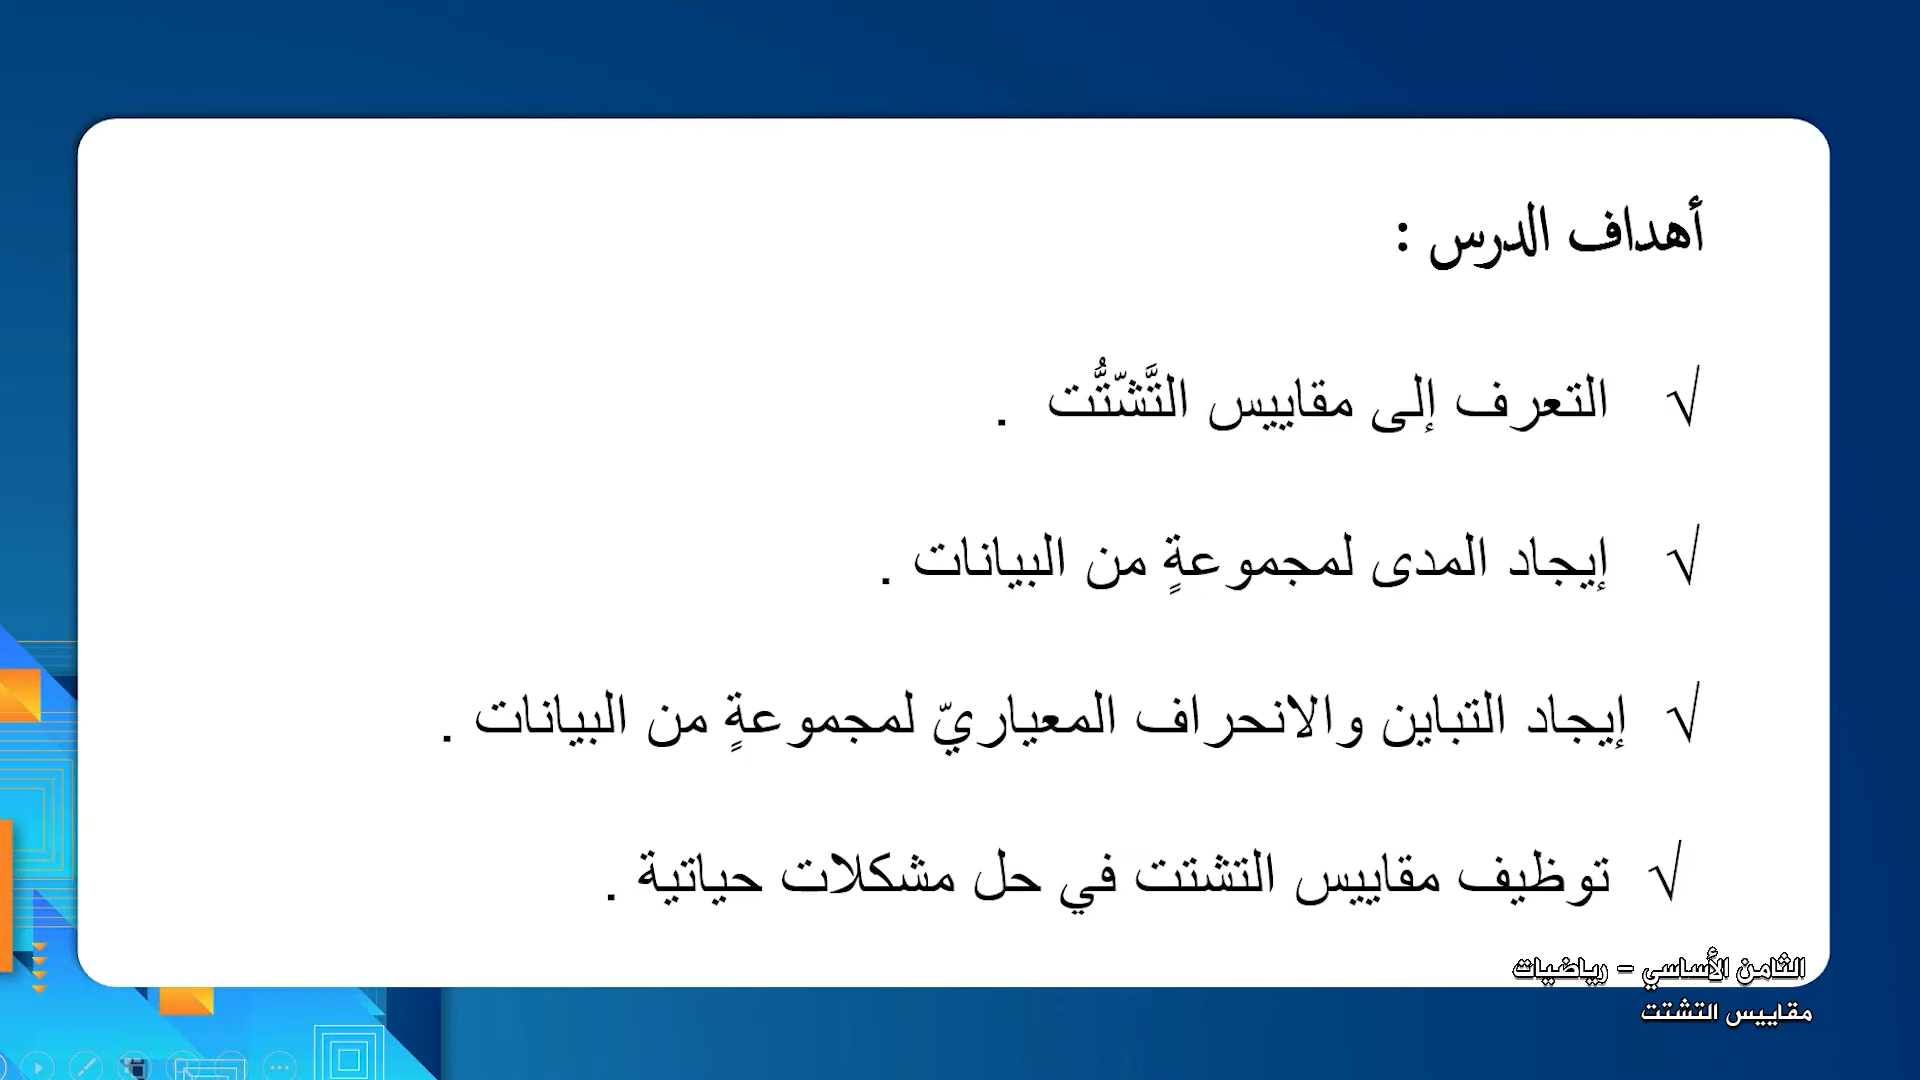 أهداف الدرس :
√ التعرف إلى مقاييس التَّشّتُّت .
√ إيجاد المدى لمجموعةٍ من البيانات .
√ إيجاد التباين والانحراف المعياريّ لمجموعةٍ من البيانات .
√ توظيف مقاييس التشتت في حل مشكلات حياتية .
الثامن الأساسي – رياضيات
مقاييس التشتت